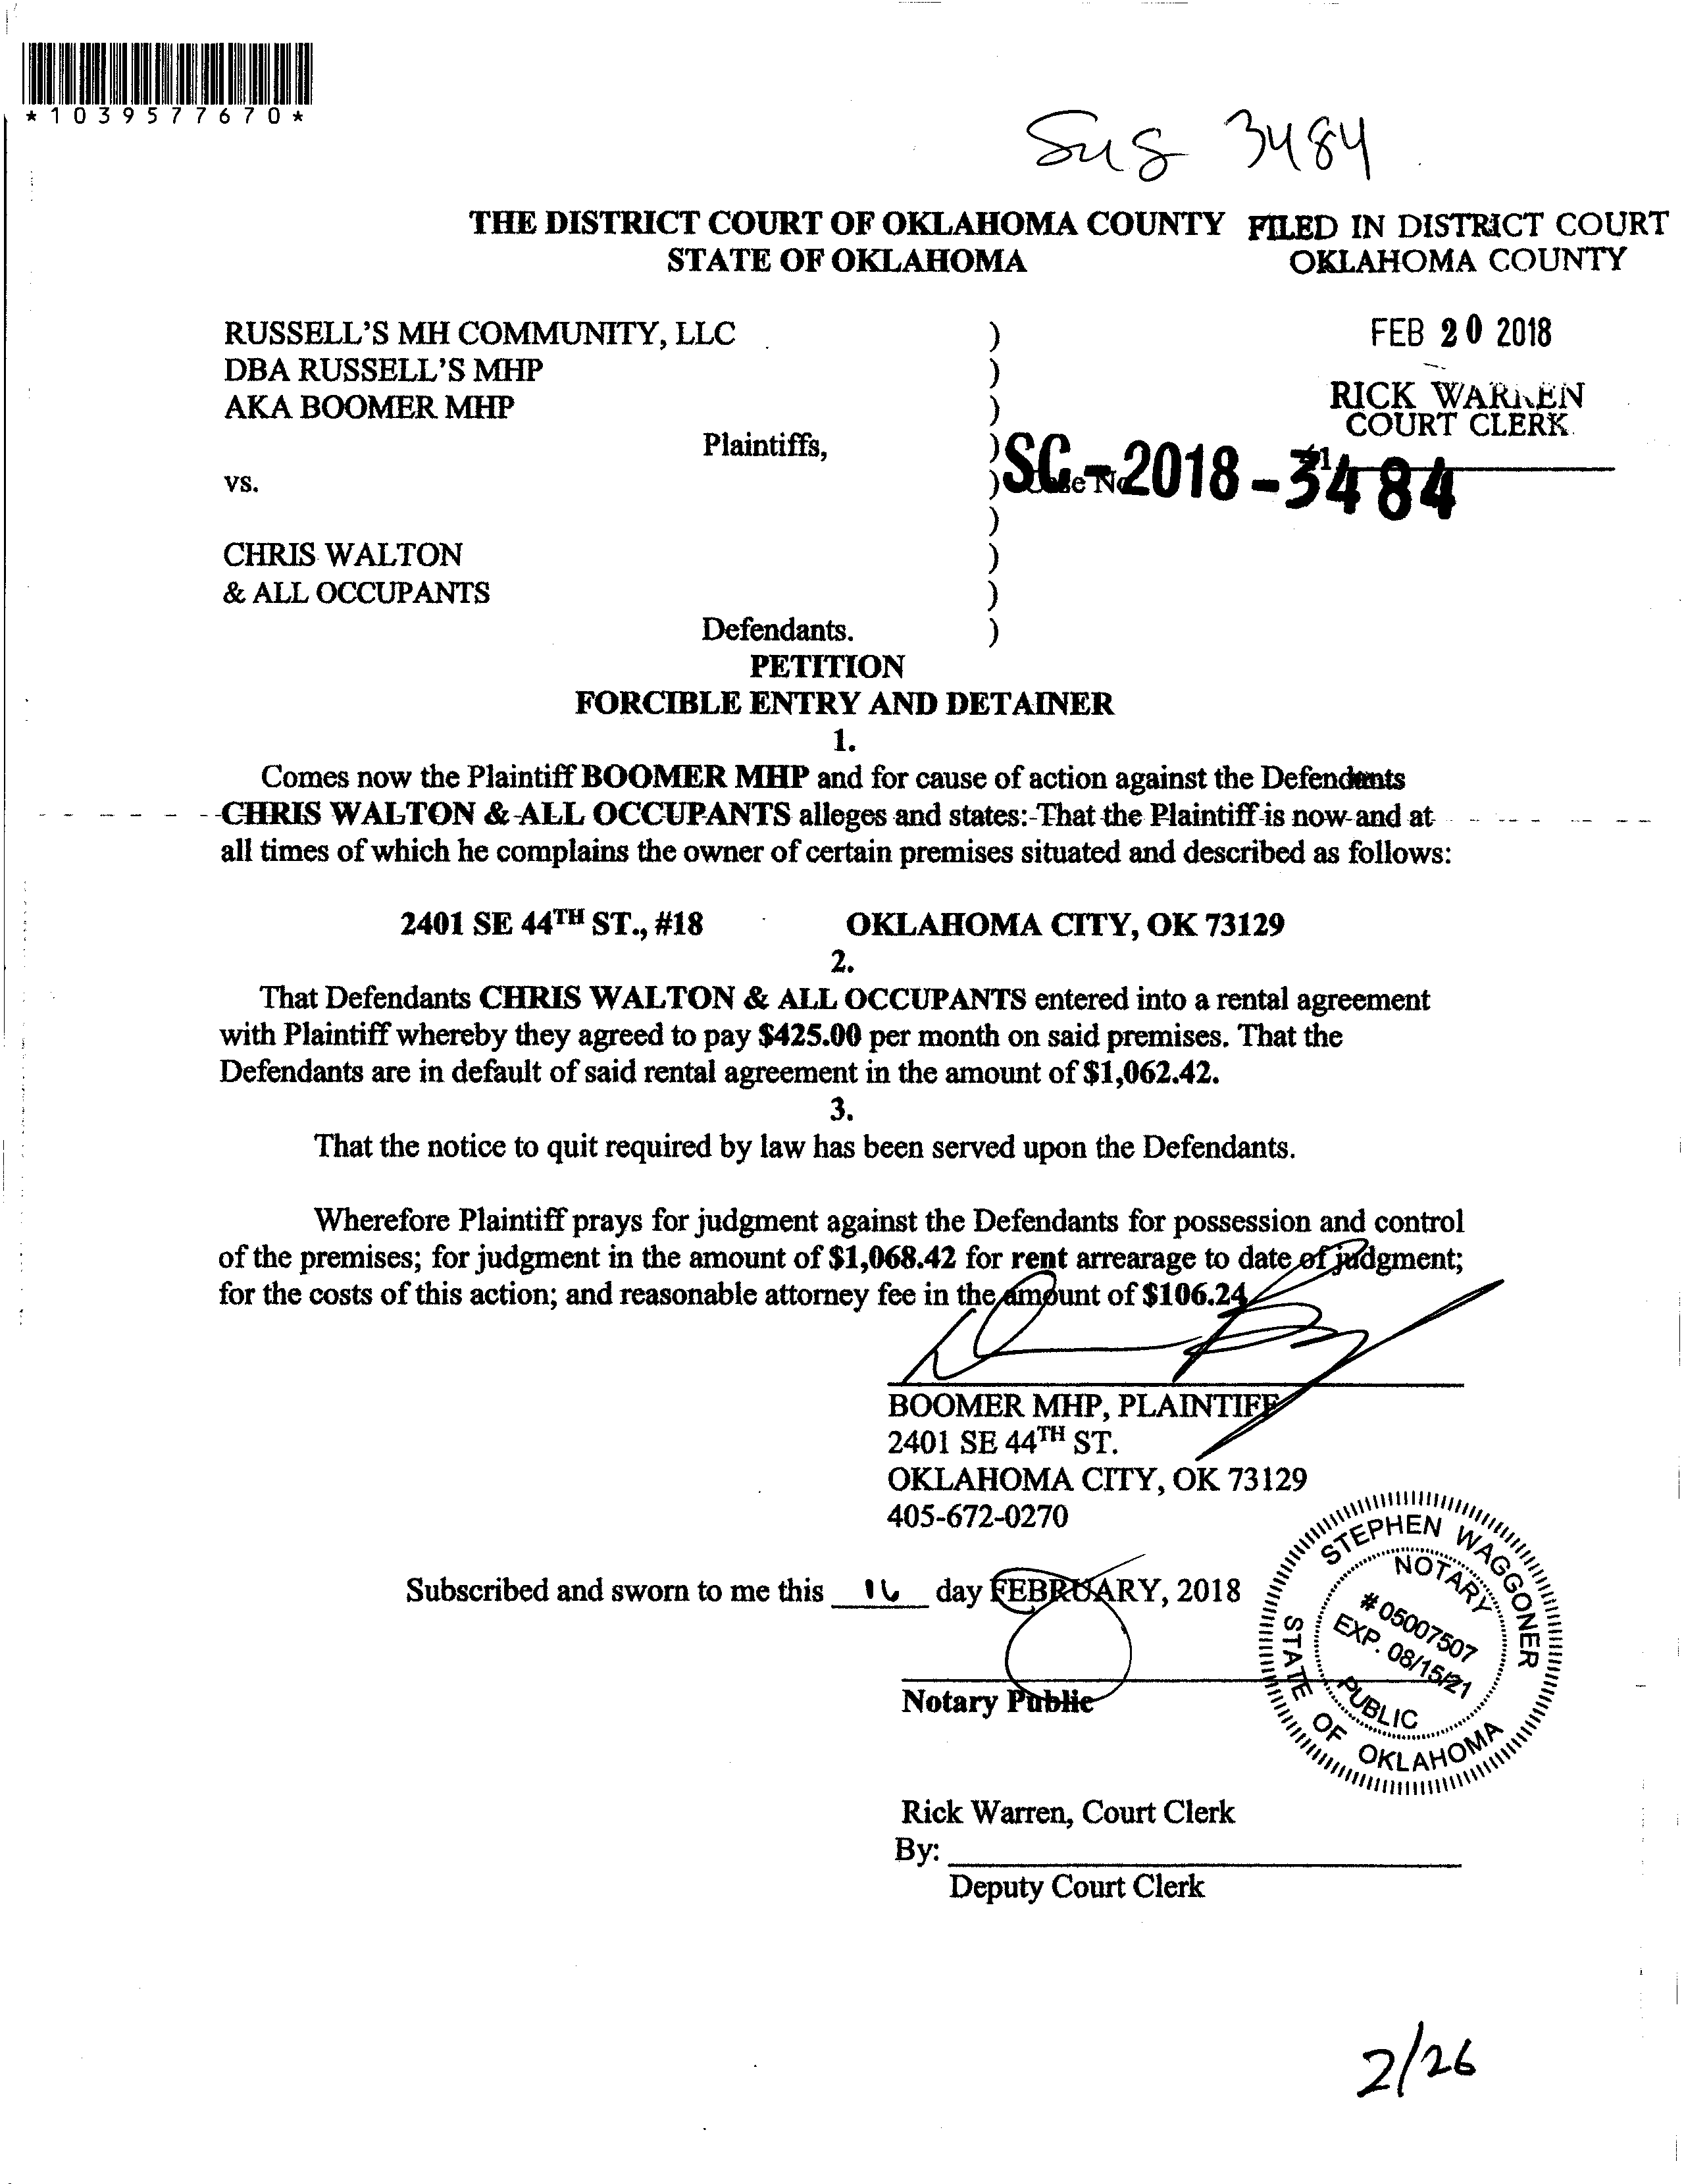 *1039577670*
3484
THE DISTRICT COURT OF OKLAHOMA COUNTY
STATE OF OKLAHOMA
FILED IN DISTRICT COURT
OKLAHOMA COUNTY
FEB 20 2018
RICK WARREN
COURT CLERK
RUSSELL'S MH COMMUNITY, LLC )
DBA RUSSELL'S MHP )
AKA BOOMER MHP )
Plaintiffs, )
vs. ) SC-2018-3484
)
CHRIS WALTON )
& ALL OCCUPANTS )
Defendants. )
PETITION
FORCIBLE ENTRY AND DETAINER
1.
Comes now the Plaintiff BOOMER MHP and for cause of action against the Defendants
CHRIS WALTON & ALL OCCUPANTS alleges and states: That the Plaintiff is now and at
all times of which he complains the owner of certain premises situated and described as follows:
2401 SE 44TH ST., #18 OKLAHOMA CITY, OK 73129
2.
That Defendants CHRIS WALTON & ALL OCCUPANTS entered into a rental agreement
with Plaintiff whereby they agreed to pay $425.00 per month on said premises. That the
Defendants are in default of said rental agreement in the amount of $1,062.42.
3.
That the notice to quit required by law has been served upon the Defendants.
Wherefore Plaintiff prays for judgment against the Defendants for possession and control
of the premises; for judgment in the amount of $1,068.42 for rent arrearage to date of judgment;
for the costs of this action; and reasonable attorney fee in the amount of $106.24
BOOMER MHP, PLAINTIFF
2401 SE 44TH ST.
OKLAHOMA CITY, OK 73129
405-672-0270
Subscribed and sworn to me this 16 day FEBRUARY, 2018
Notary Public
STEPHEN WAGGONER
NOTARY
# 05007507
EXP. 08/15/21
PUBLIC
STATE OF OKLAHOMA
Rick Warren, Court Clerk
By:
Deputy Court Clerk
2/26